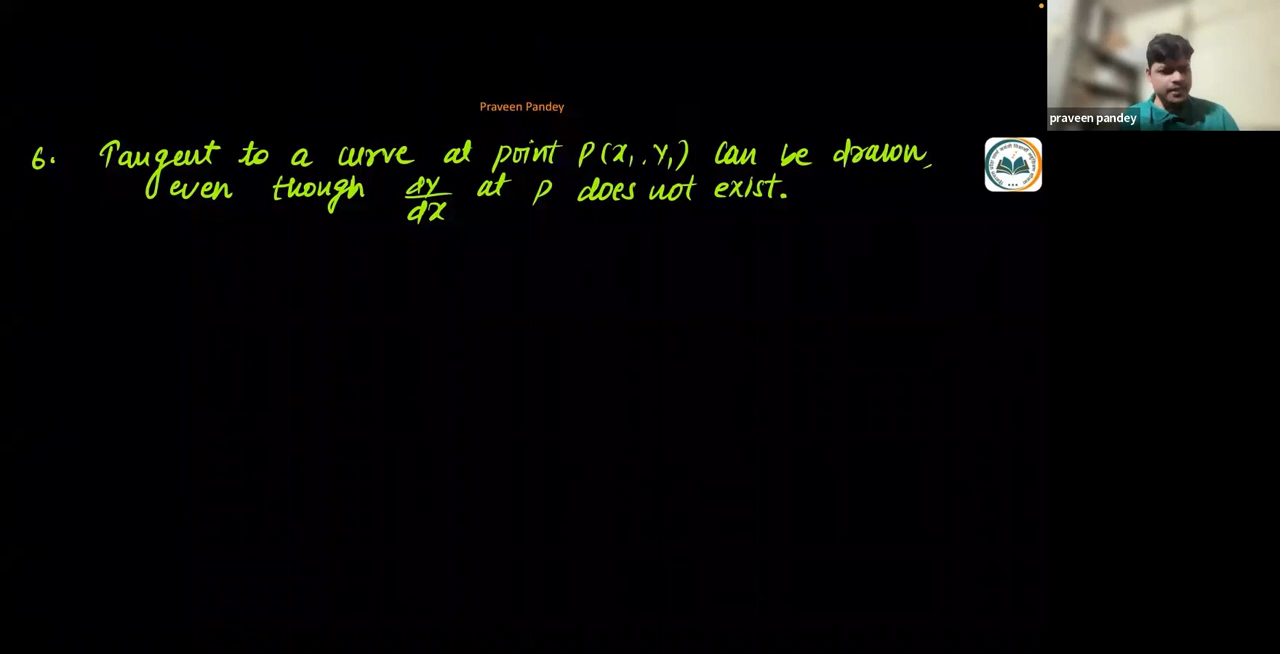 Praveen Pandey
praveen pandey
6. Tangent to a curve at point P(x₁, y₁) can be drawn,
even though dy/dx at P does not exist.